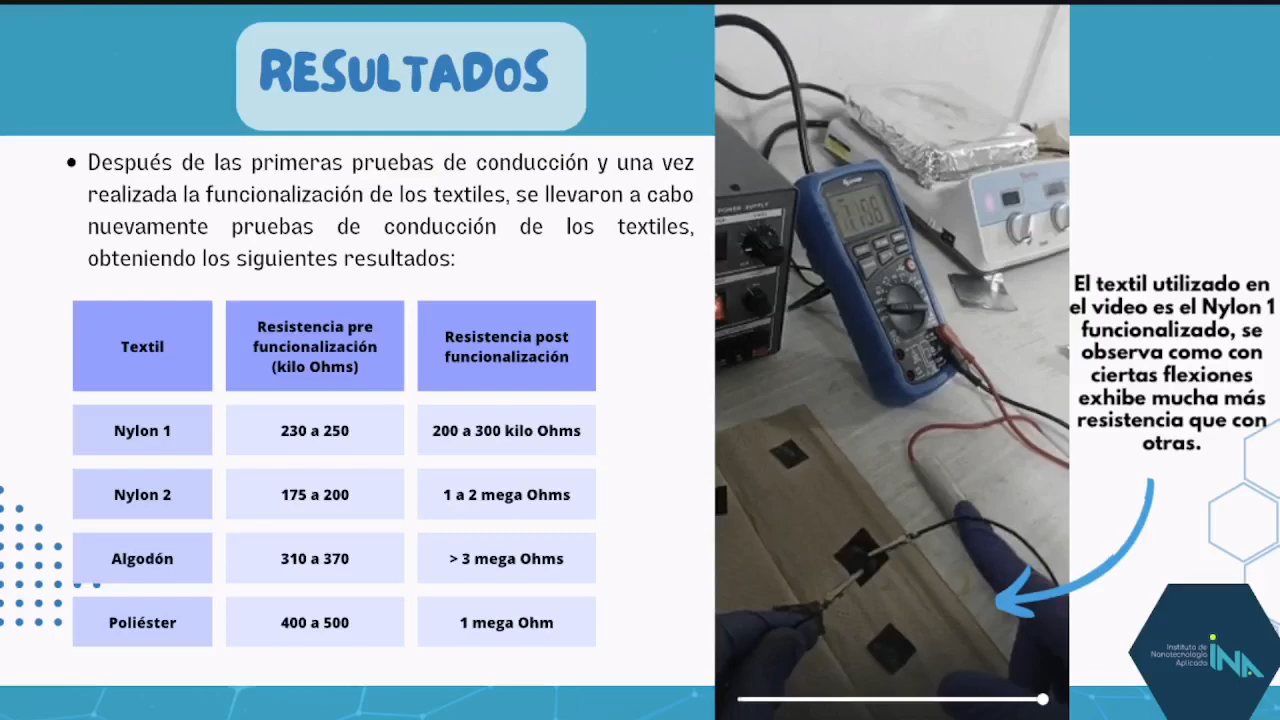 RESULTADOS
• Después de las primeras pruebas de conducción y una vez
realizada la funcionalización de los textiles, se llevaron a cabo
nuevamente pruebas de conducción de los textiles,
obteniendo los siguientes resultados:
Textil
Resistencia pre
funcionalización
(kilo Ohms)
Resistencia post
funcionalización
Nylon 1
230 a 250
200 a 300 kilo Ohms
Nylon 2
175 a 200
1 a 2 mega Ohms
Algodón
310 a 370
> 3 mega Ohms
Poliéster
400 a 500
1 mega Ohm
POWER SUPPLY
El textil utilizado en
el video es el Nylon 1
funcionalizado, se
observa como con
ciertas flexiones
exhibe mucha más
resistencia que con
otras.
Instituto de
Nanotecnología
Aplicada
iNA